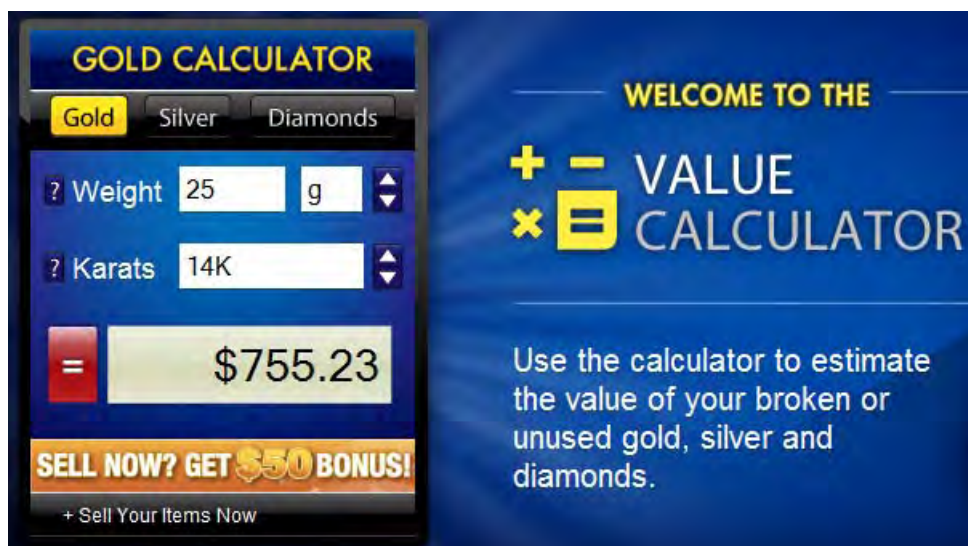 GOLD CALCULATOR
Gold Silver Diamonds
? Weight 25 g
? Karats 14K
= $755.23
SELL NOW? GET $50 BONUS!
+ Sell Your Items Now
WELCOME TO THE
+ −
VALUE
× =
CALCULATOR
Use the calculator to estimate
the value of your broken or
unused gold, silver and
diamonds.